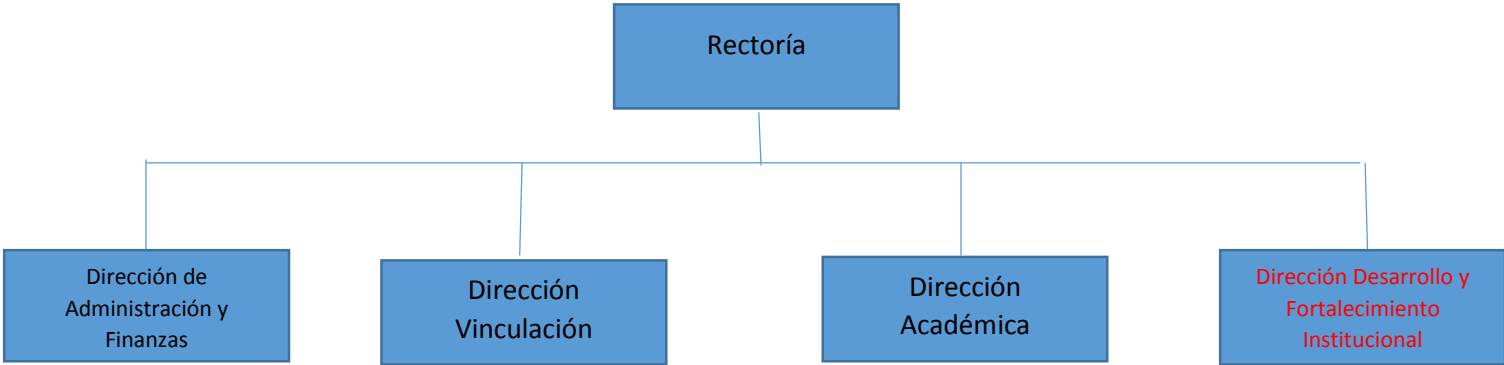 Rectoría
Dirección de
Administración y
Finanzas
Dirección
Vinculación
Dirección
Académica
Dirección Desarrollo y
Fortalecimiento
Institucional